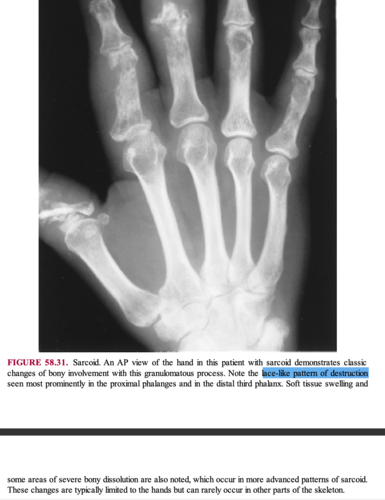 FIGURE 58.31. Sarcoid. An AP view of the hand in this patient with sarcoid demonstrates classic
changes of bony involvement with this granulomatous process. Note the lace-like pattern of destruction
seen most prominently in the proximal phalanges and in the distal third phalanx. Soft tissue swelling and
some areas of severe bony dissolution are also noted, which occur in more advanced patterns of sarcoid.
These changes are typically limited to the hands but can rarely occur in other parts of the skeleton.